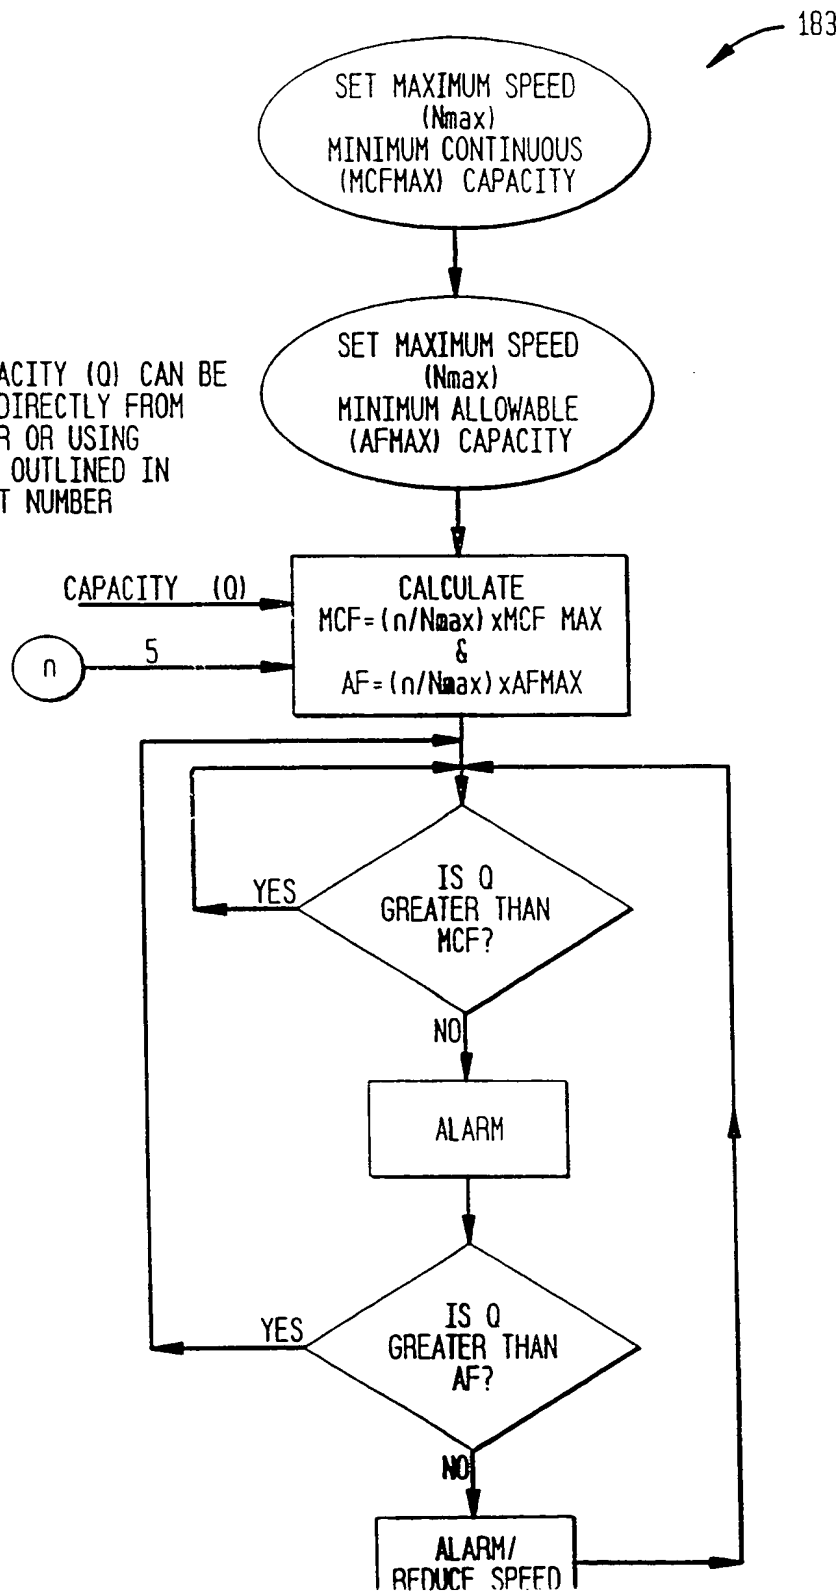 183
SET MAXIMUM SPEED
(Nmax)
MINIMUM CONTINUOUS
(MCFMAX) CAPACITY
SET MAXIMUM SPEED
(Nmax)
MINIMUM ALLOWABLE
(AFMAX) CAPACITY
ACITY (Q) CAN BE
DIRECTLY FROM
R OR USING
OUTLINED IN
T NUMBER
CAPACITY (Q)
n
5
CALCULATE
MCF=(n/Nmax)xMCF MAX
&
AF=(n/Nmax)xAFMAX
IS Q
GREATER THAN
MCF?
YES
NO
ALARM
IS Q
GREATER THAN
AF?
YES
NO
ALARM/
REDUCE SPEED